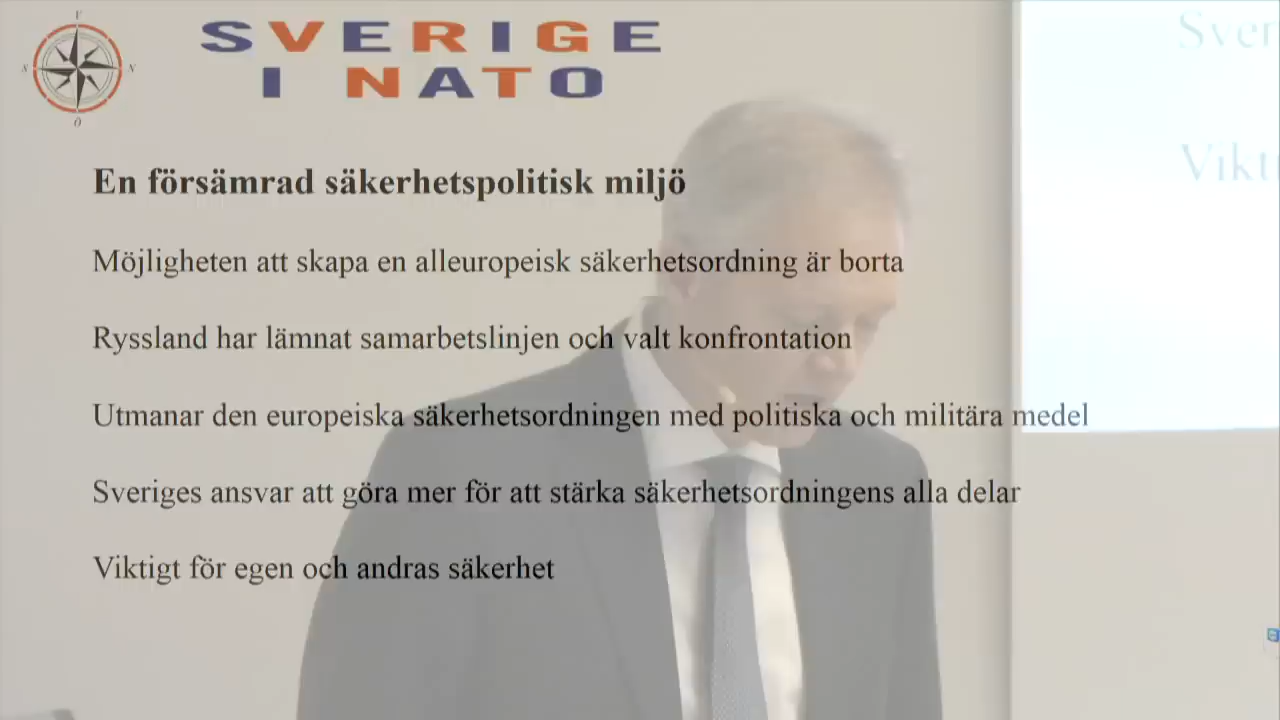 V
S
N
Ö
SVERIGE
I NATO
En försämrad säkerhetspolitisk miljö
Möjligheten att skapa en alleuropeisk säkerhetsordning är borta
Ryssland har lämnat samarbetslinjen och valt konfrontation
Utmanar den europeiska säkerhetsordningen med politiska och militära medel
Sveriges ansvar att göra mer för att stärka säkerhetsordningens alla delar
Viktigt för egen och andras säkerhet
Sver
Vikt